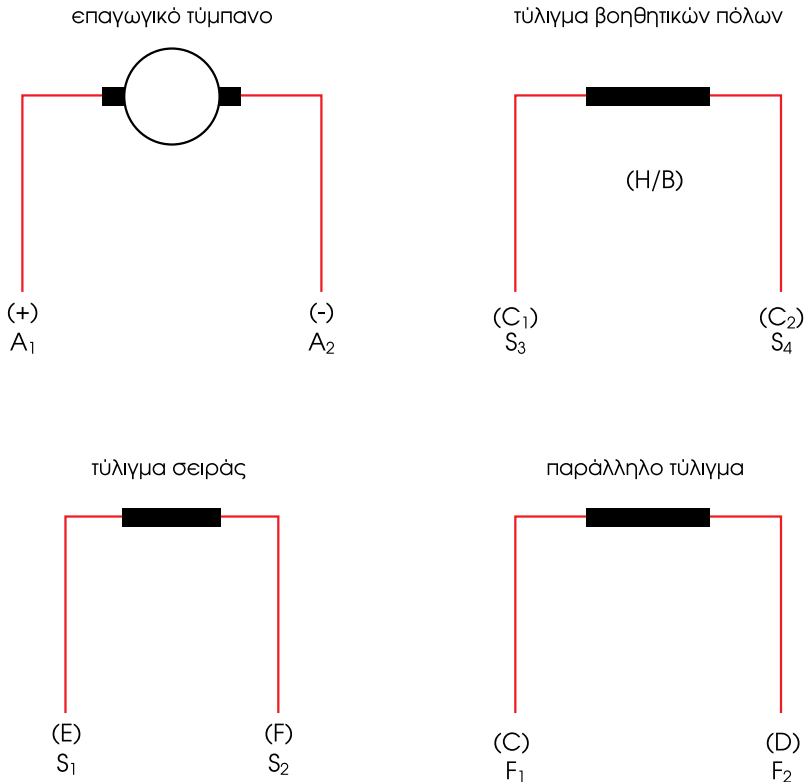 επαγωγικό τύμπανο
(+)
A₁
(-)
A₂
τύλιγμα βοηθητικών πόλων
(H/B)
(C₁)
S₃
(C₂)
S₄
τύλιγμα σειράς
(E)
S₁
(F)
S₂
παράλληλο τύλιγμα
(C)
F₁
(D)
F₂